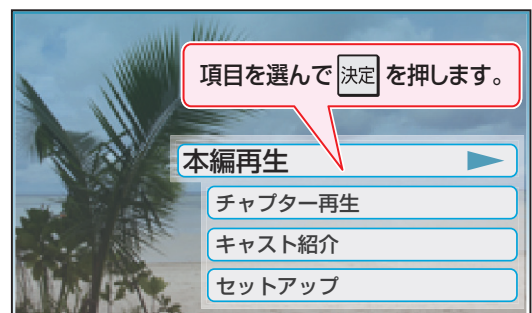 項目を選んで 決定 を押します。
本編再生
チャプター再生
キャスト紹介
セットアップ